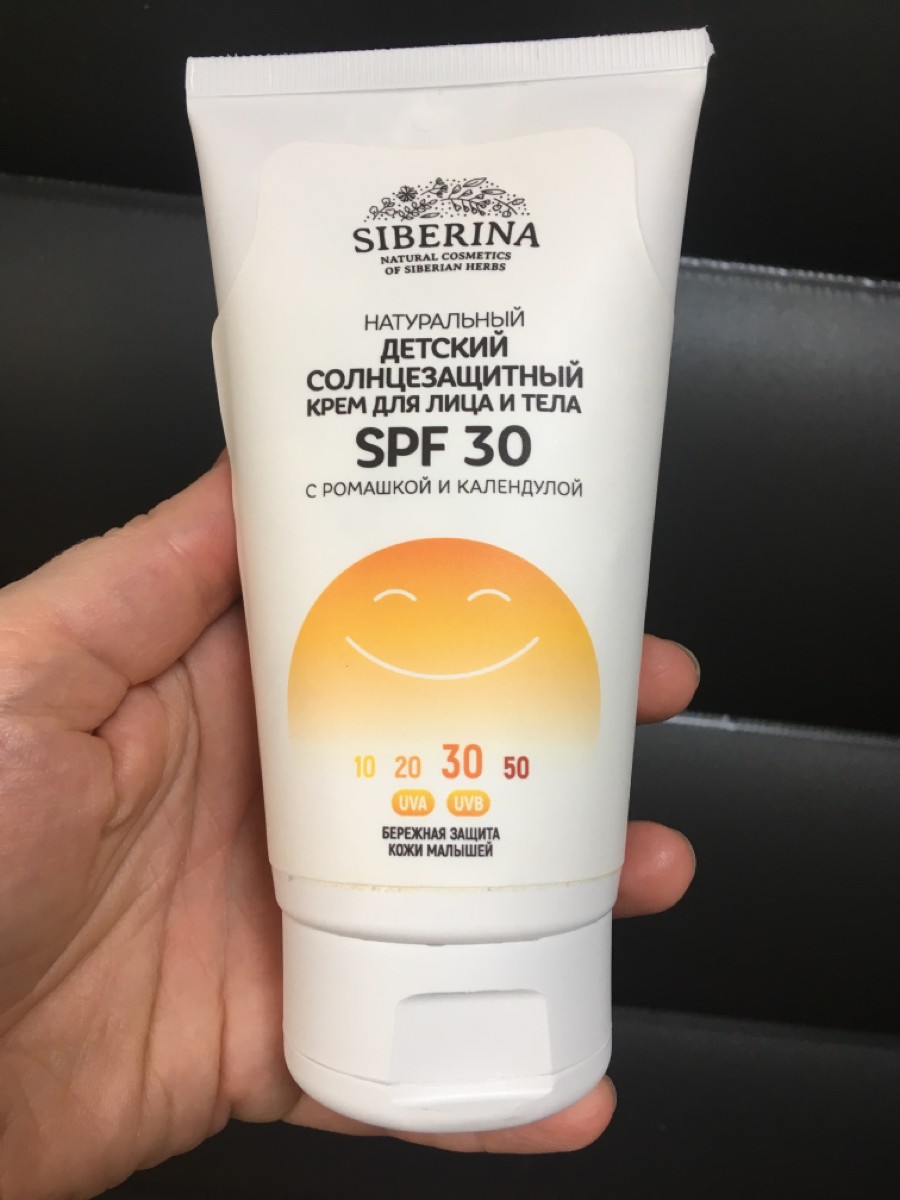 SIBERINA
NATURAL COSMETICS
OF SIBERIAN HERBS
НАТУРАЛЬНЫЙ
ДЕТСКИЙ
СОЛНЦЕЗАЩИТНЫЙ
КРЕМ ДЛЯ ЛИЦА И ТЕЛА
SPF 30
С РОМАШКОЙ И КАЛЕНДУЛОЙ
10 20 30 50
UVA UVB
БЕРЕЖНАЯ ЗАЩИТА
КОЖИ МАЛЫШЕЙ